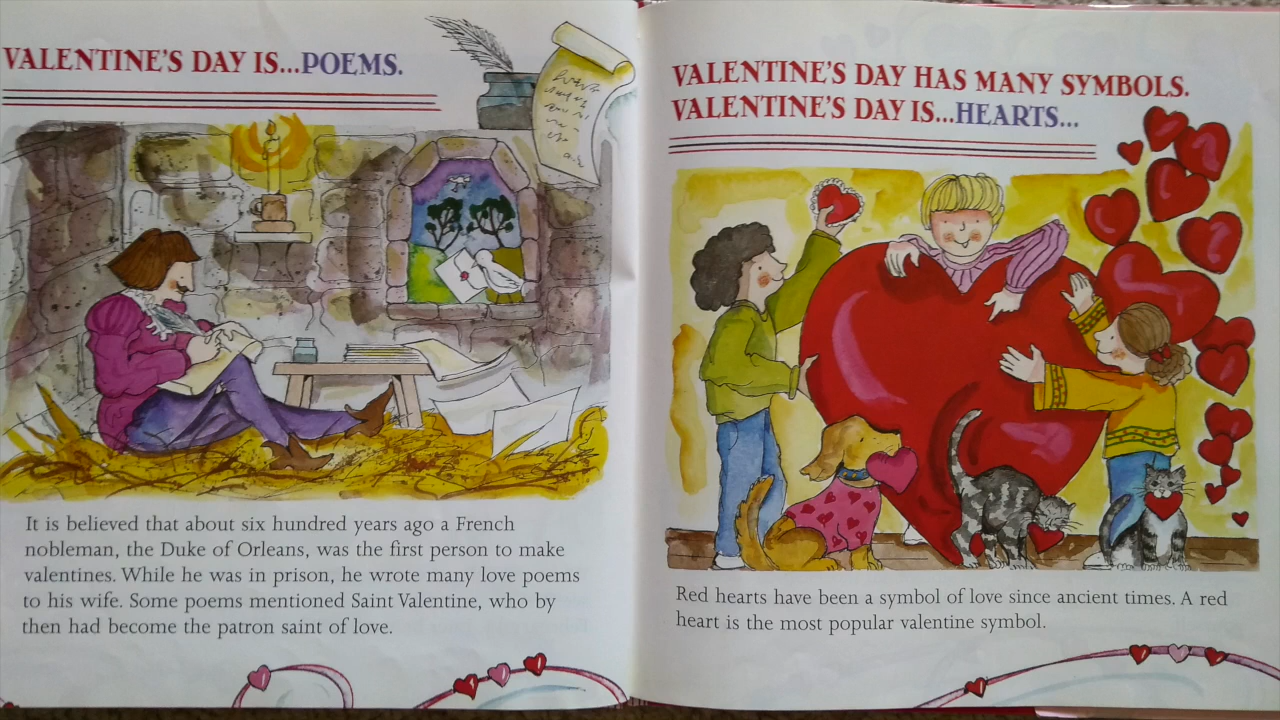 VALENTINE'S DAY IS...POEMS.
It is believed that about six hundred years ago a French
nobleman, the Duke of Orleans, was the first person to make
valentines. While he was in prison, he wrote many love poems
to his wife. Some poems mentioned Saint Valentine, who by
then had become the patron saint of love.
VALENTINE'S DAY HAS MANY SYMBOLS.
VALENTINE'S DAY IS...HEARTS...
Red hearts have been a symbol of love since ancient times. A red
heart is the most popular valentine symbol.